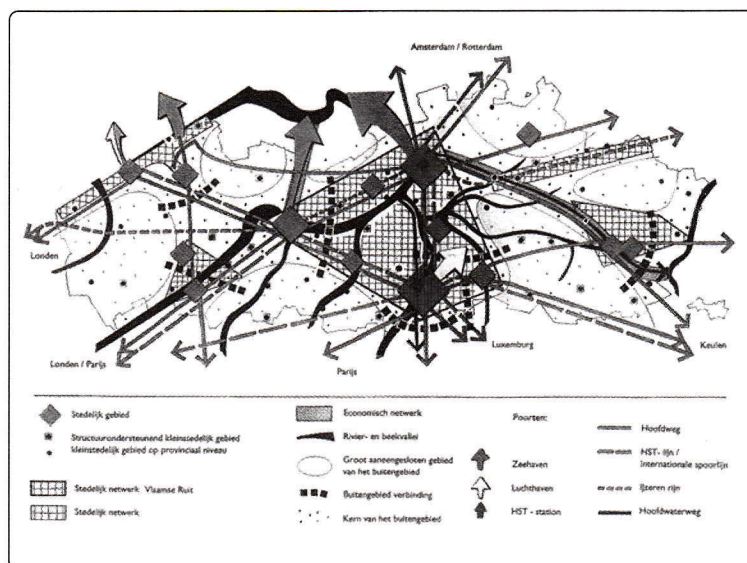 Amsterdam / Rotterdam
Londen
Londen / Parijs
Parijs
Luxemburg
Keulen
Stedelijk gebied
Structuurondersteunend kleinstedelijk gebied
kleinstedelijk gebied op provinciaal niveau
Stedelijk netwerk Vlaamse Ruit
Stedelijk netwerk
Economisch netwerk
Rivier- en beekvallei
Groot aaneengesloten gebied
van het buitengebied
Buitengebied verbinding
Kern van het buitengebied
Poorten:
Zeehaven
Luchthaven
HST - station
Hoofdweg
HST- lijn /
Internationale spoorlijn
IJzeren rijn
Hoofdwaterweg